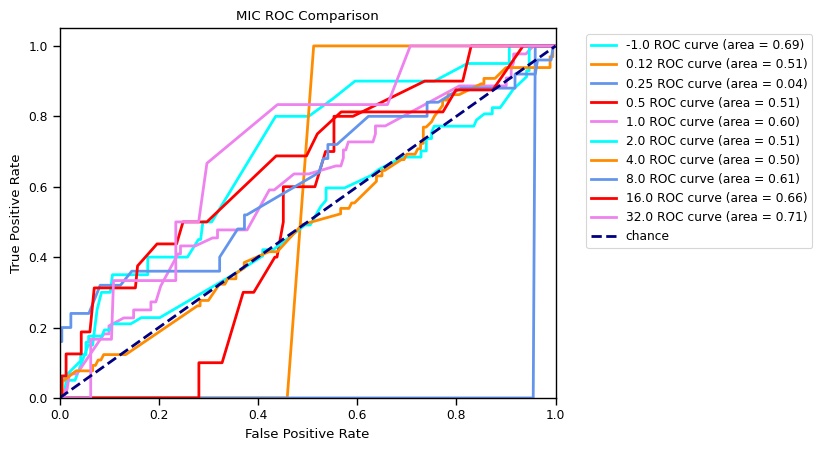 MIC ROC Comparison
True Positive Rate
1.0
0.8
0.6
0.4
0.2
0.0
0.0 0.2 0.4 0.6 0.8 1.0
False Positive Rate
-1.0 ROC curve (area = 0.69)
0.12 ROC curve (area = 0.51)
0.25 ROC curve (area = 0.04)
0.5 ROC curve (area = 0.51)
1.0 ROC curve (area = 0.60)
2.0 ROC curve (area = 0.51)
4.0 ROC curve (area = 0.50)
8.0 ROC curve (area = 0.61)
16.0 ROC curve (area = 0.66)
32.0 ROC curve (area = 0.71)
chance